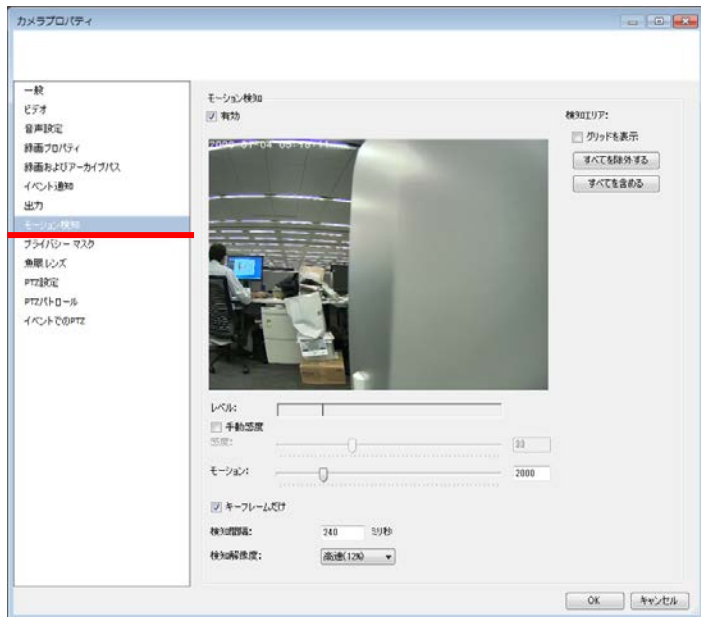 カメラプロパティ
一般
ビデオ
音声設定
録画プロパティ
録画およびアーカイブパス
イベント通知
出力
モーション検知
プライバシー マスク
魚眼レンズ
PTZ設定
PTZパトロール
イベントでのPTZ
モーション検知
有効
検知エリア:
グリッドを表示
すべてを除外する
すべてを含める
レベル:
手動感度
感度:
33
モーション:
2000
キーフレームだけ
検知間隔:
240
ミリ秒
検知解像度:
高速(12%)
OK
キャンセル